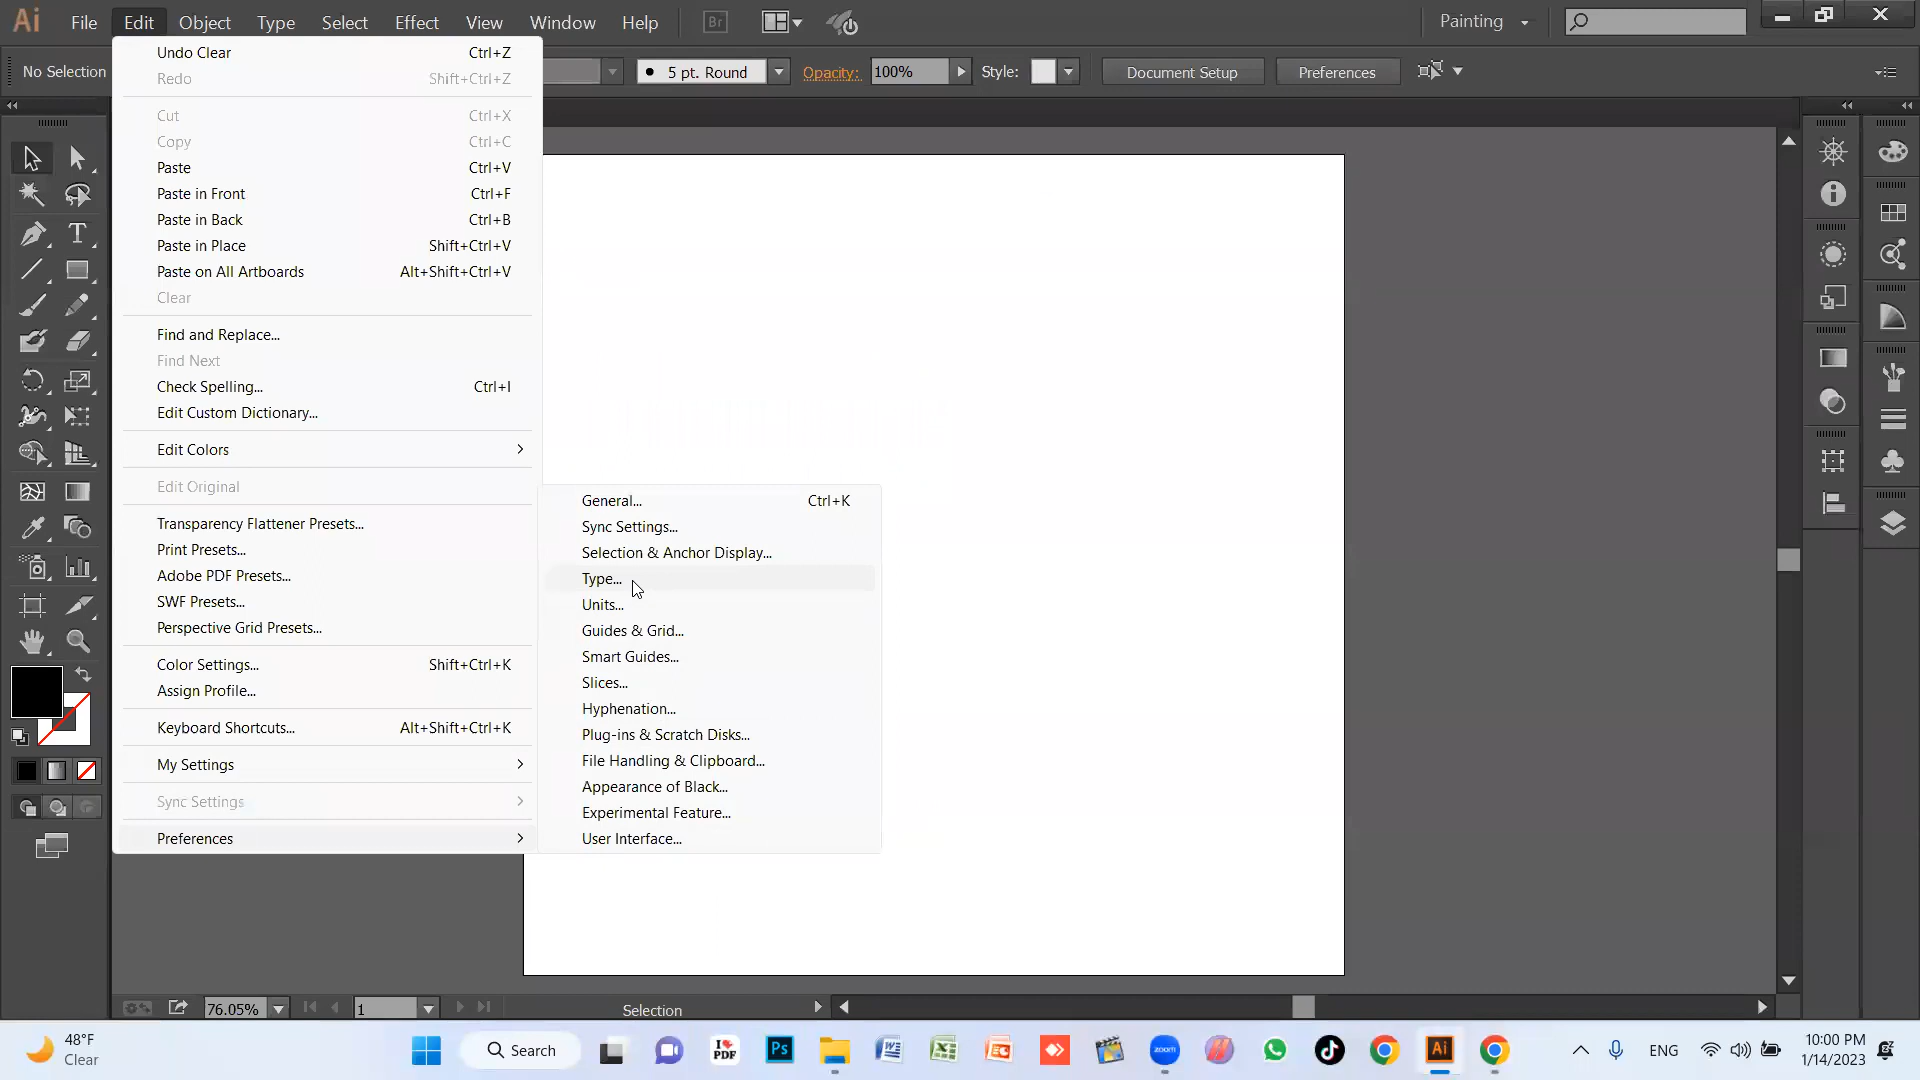 Ai File Edit Object Type Select Effect View Window Help Br Painting
No Selection 5 pt. Round Opacity: 100% Style: Document Setup Preferences
Undo Clear Ctrl+Z
Redo Shift+Ctrl+Z
Cut Ctrl+X
Copy Ctrl+C
Paste Ctrl+V
Paste in Front Ctrl+F
Paste in Back Ctrl+B
Paste in Place Shift+Ctrl+V
Paste on All Artboards Alt+Shift+Ctrl+V
Clear
Find and Replace...
Find Next
Check Spelling... Ctrl+I
Edit Custom Dictionary...
Edit Colors
Edit Original
Transparency Flattener Presets...
Print Presets...
Adobe PDF Presets...
SWF Presets...
Perspective Grid Presets...
Color Settings... Shift+Ctrl+K
Assign Profile...
Keyboard Shortcuts... Alt+Shift+Ctrl+K
My Settings
Sync Settings
Preferences
General... Ctrl+K
Sync Settings...
Selection & Anchor Display...
Type...
Units...
Guides & Grid...
Smart Guides...
Slices...
Hyphenation...
Plug-ins & Scratch Disks...
File Handling & Clipboard...
Appearance of Black...
Experimental Feature...
User Interface...
76.05% 1 Selection
48°F
Clear
Search
I PDF
Ps
zoom
Ai
ENG
10:00 PM
1/14/2023